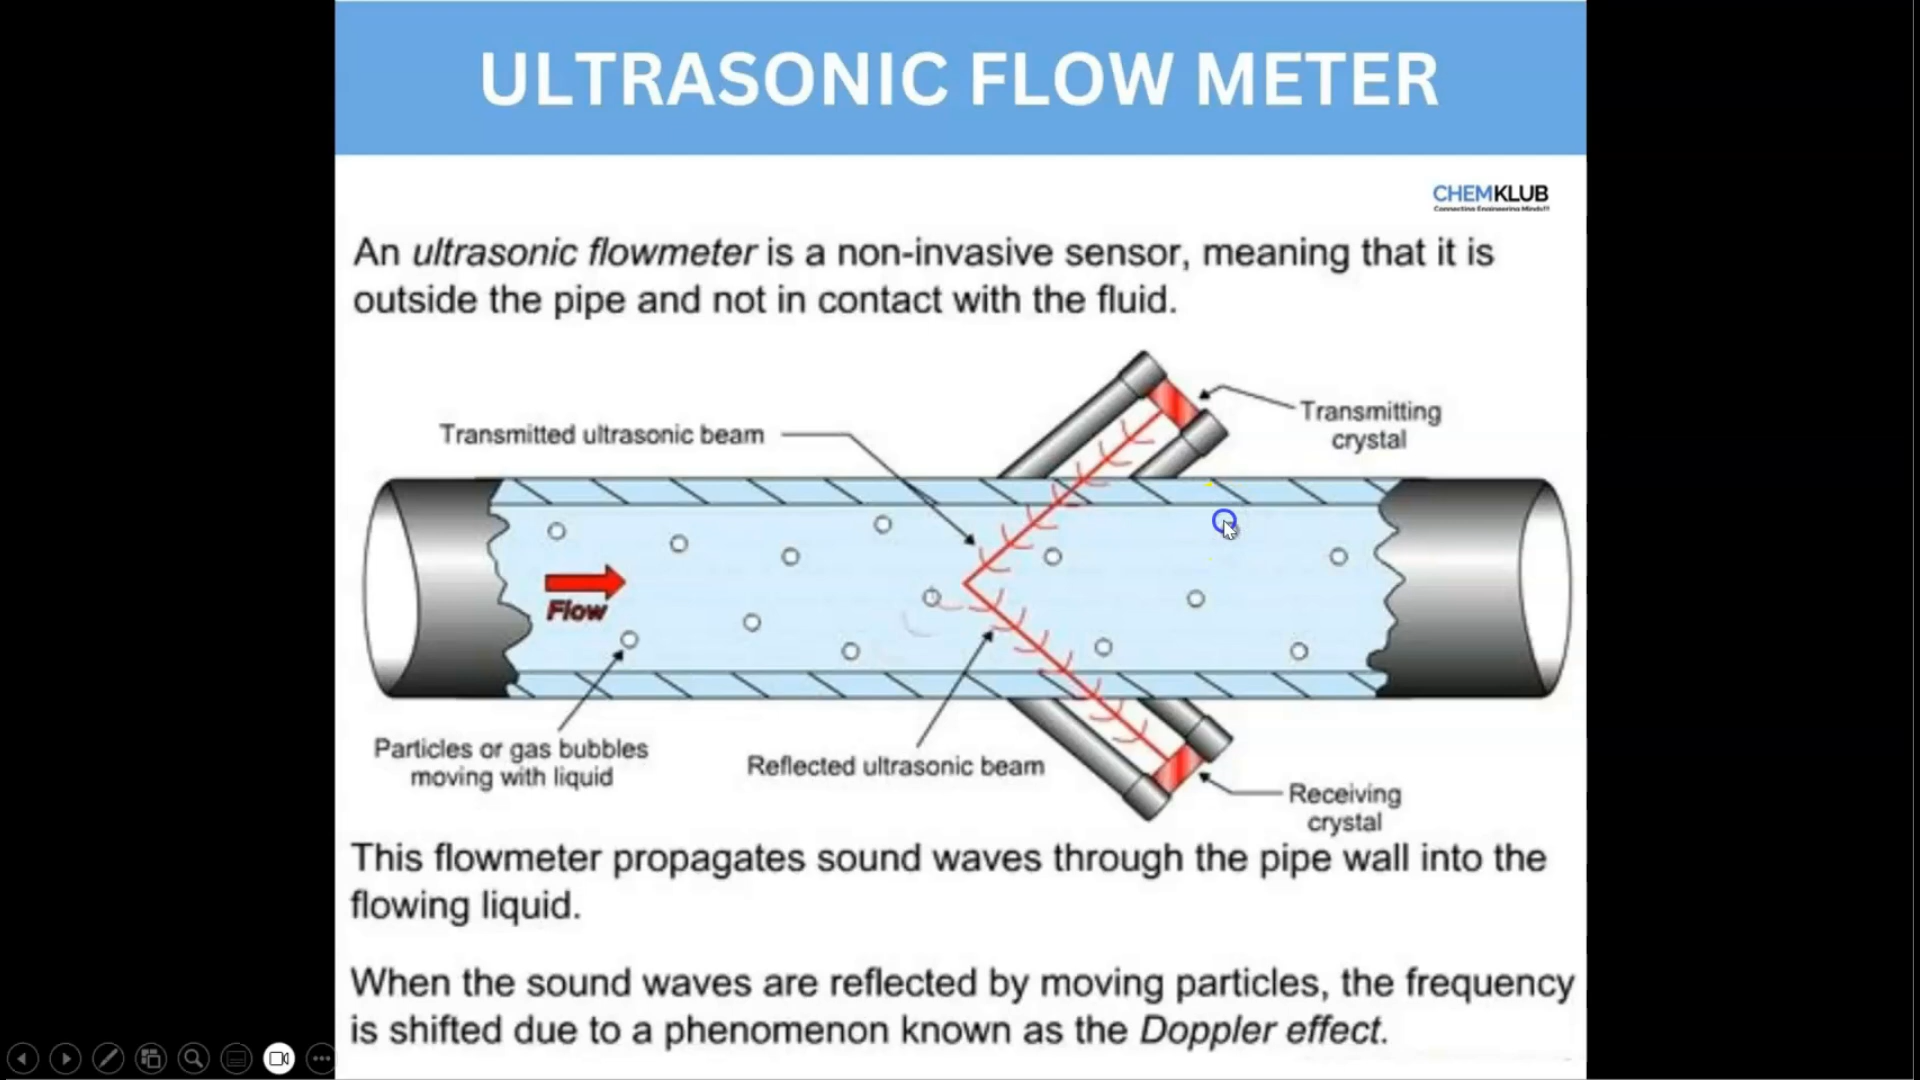 ULTRASONIC FLOW METER
CHEMKLUB
Connecting Engineering Minds!!!
An ultrasonic flowmeter is a non-invasive sensor, meaning that it is
outside the pipe and not in contact with the fluid.
Transmitted ultrasonic beam
Transmitting
crystal
Flow
Particles or gas bubbles
moving with liquid
Reflected ultrasonic beam
Receiving
crystal
This flowmeter propagates sound waves through the pipe wall into the
flowing liquid.
When the sound waves are reflected by moving particles, the frequency
is shifted due to a phenomenon known as the Doppler effect.